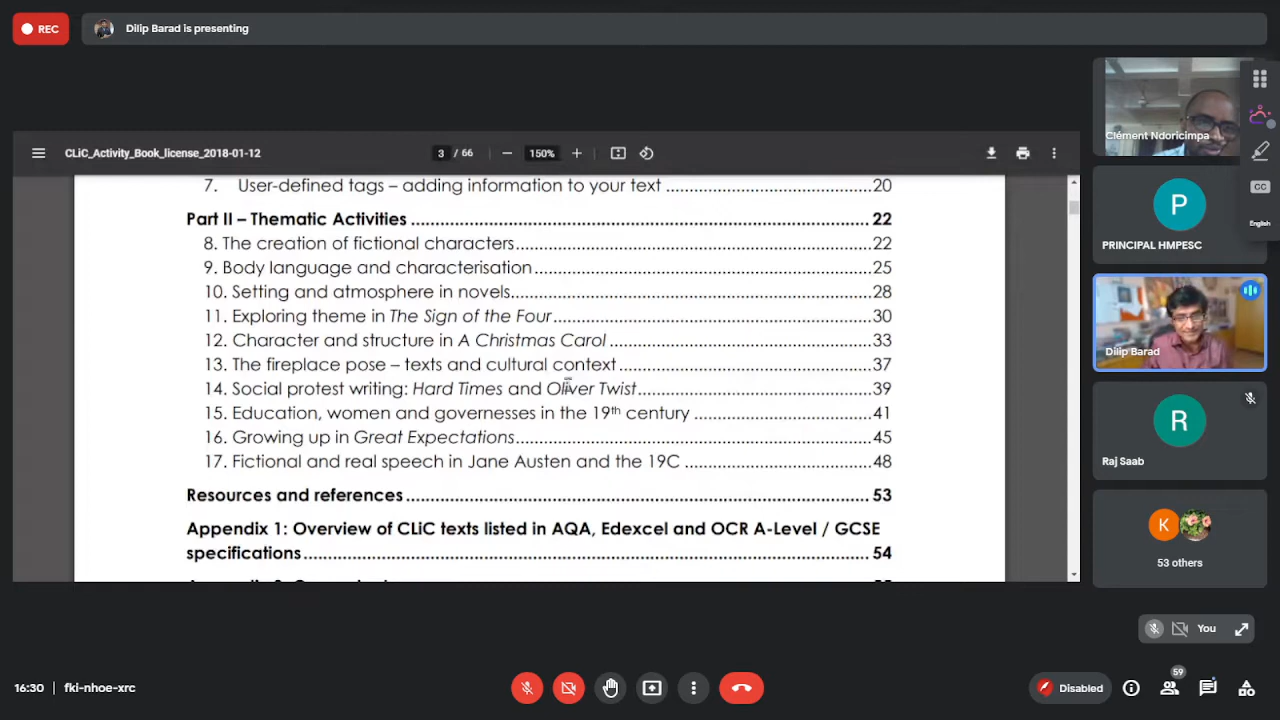 REC
Dilip Barad is presenting
CLiC_Activity_Book_license_2018-01-12
3 / 66
150%
7. User-defined tags – adding information to your text ..... 20
Part II – Thematic Activities ..... 22
8. The creation of fictional characters ..... 22
9. Body language and characterisation ..... 25
10. Setting and atmosphere in novels ..... 28
11. Exploring theme in The Sign of the Four ..... 30
12. Character and structure in A Christmas Carol ..... 33
13. The fireplace pose – texts and cultural context ..... 37
14. Social protest writing: Hard Times and Oliver Twist ..... 39
15. Education, women and governesses in the 19th century ..... 41
16. Growing up in Great Expectations ..... 45
17. Fictional and real speech in Jane Austen and the 19C ..... 48
Resources and references ..... 53
Appendix 1: Overview of CLiC texts listed in AQA, Edexcel and OCR A-Level / GCSE
specifications ..... 54
Clément Ndoricimpa
CC
English
P
PRINCIPAL HMPESC
Dilip Barad
R
Raj Saab
K
53 others
You
16:30 | fki-nhoe-xrc
Disabled
59